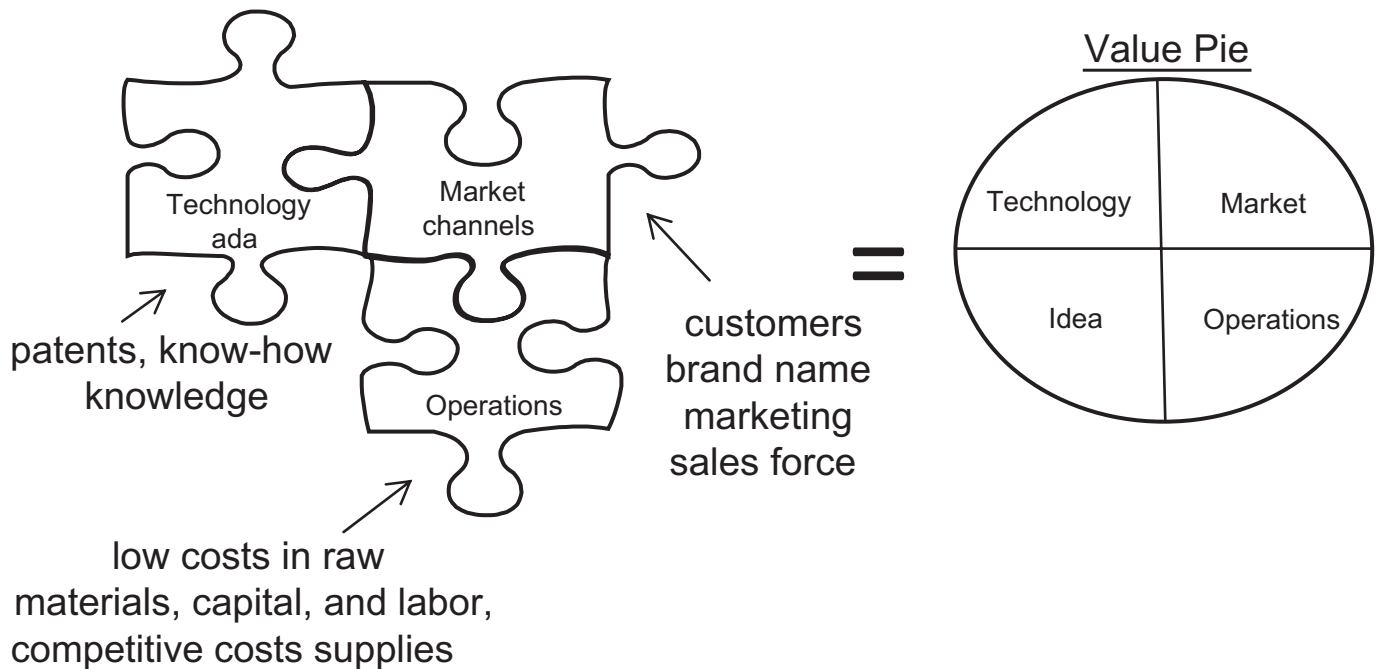 Value Pie
Technology
ada
Market
channels
Operations
patents, know-how
knowledge
customers
brand name
marketing
sales force
low costs in raw
materials, capital, and labor,
competitive costs supplies
=
Technology
Market
Idea
Operations